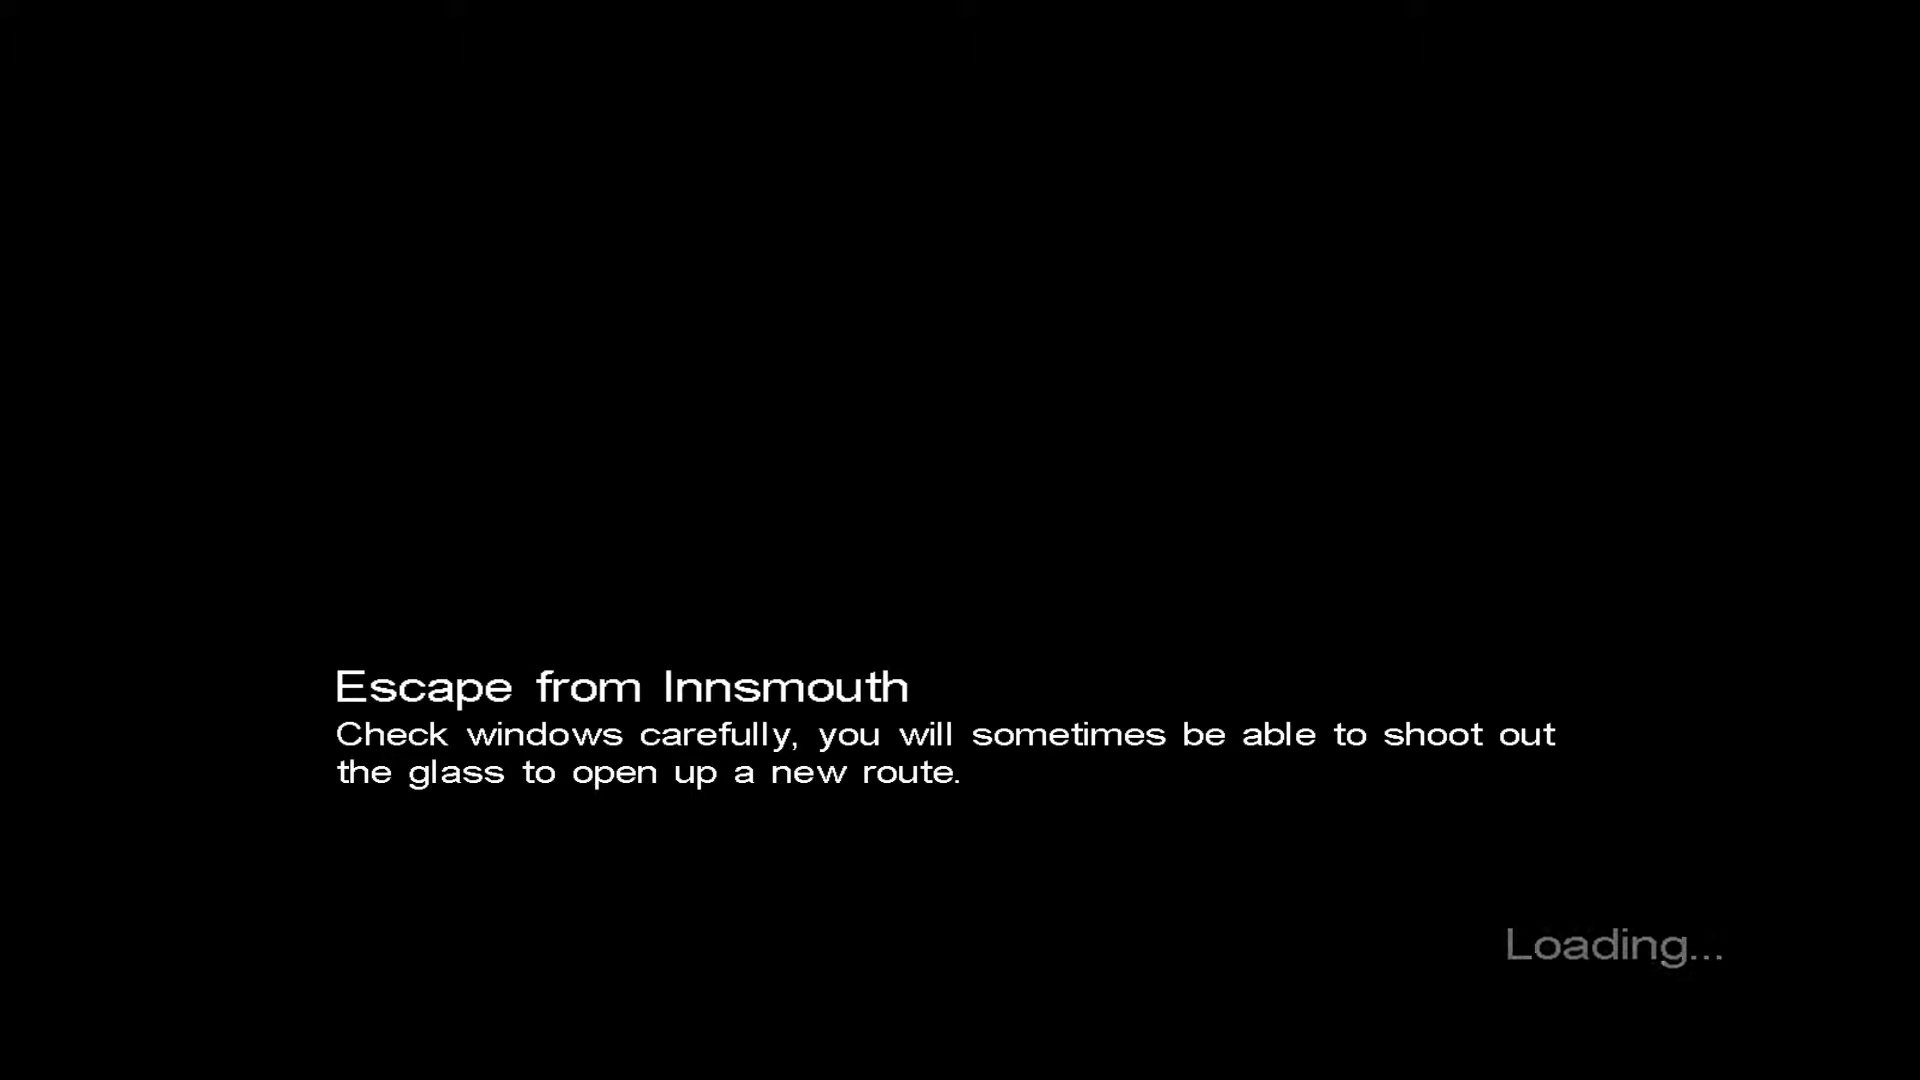 Escape from Innsmouth
Check windows carefully, you will sometimes be able to shoot out
the glass to open up a new route.
Loading...